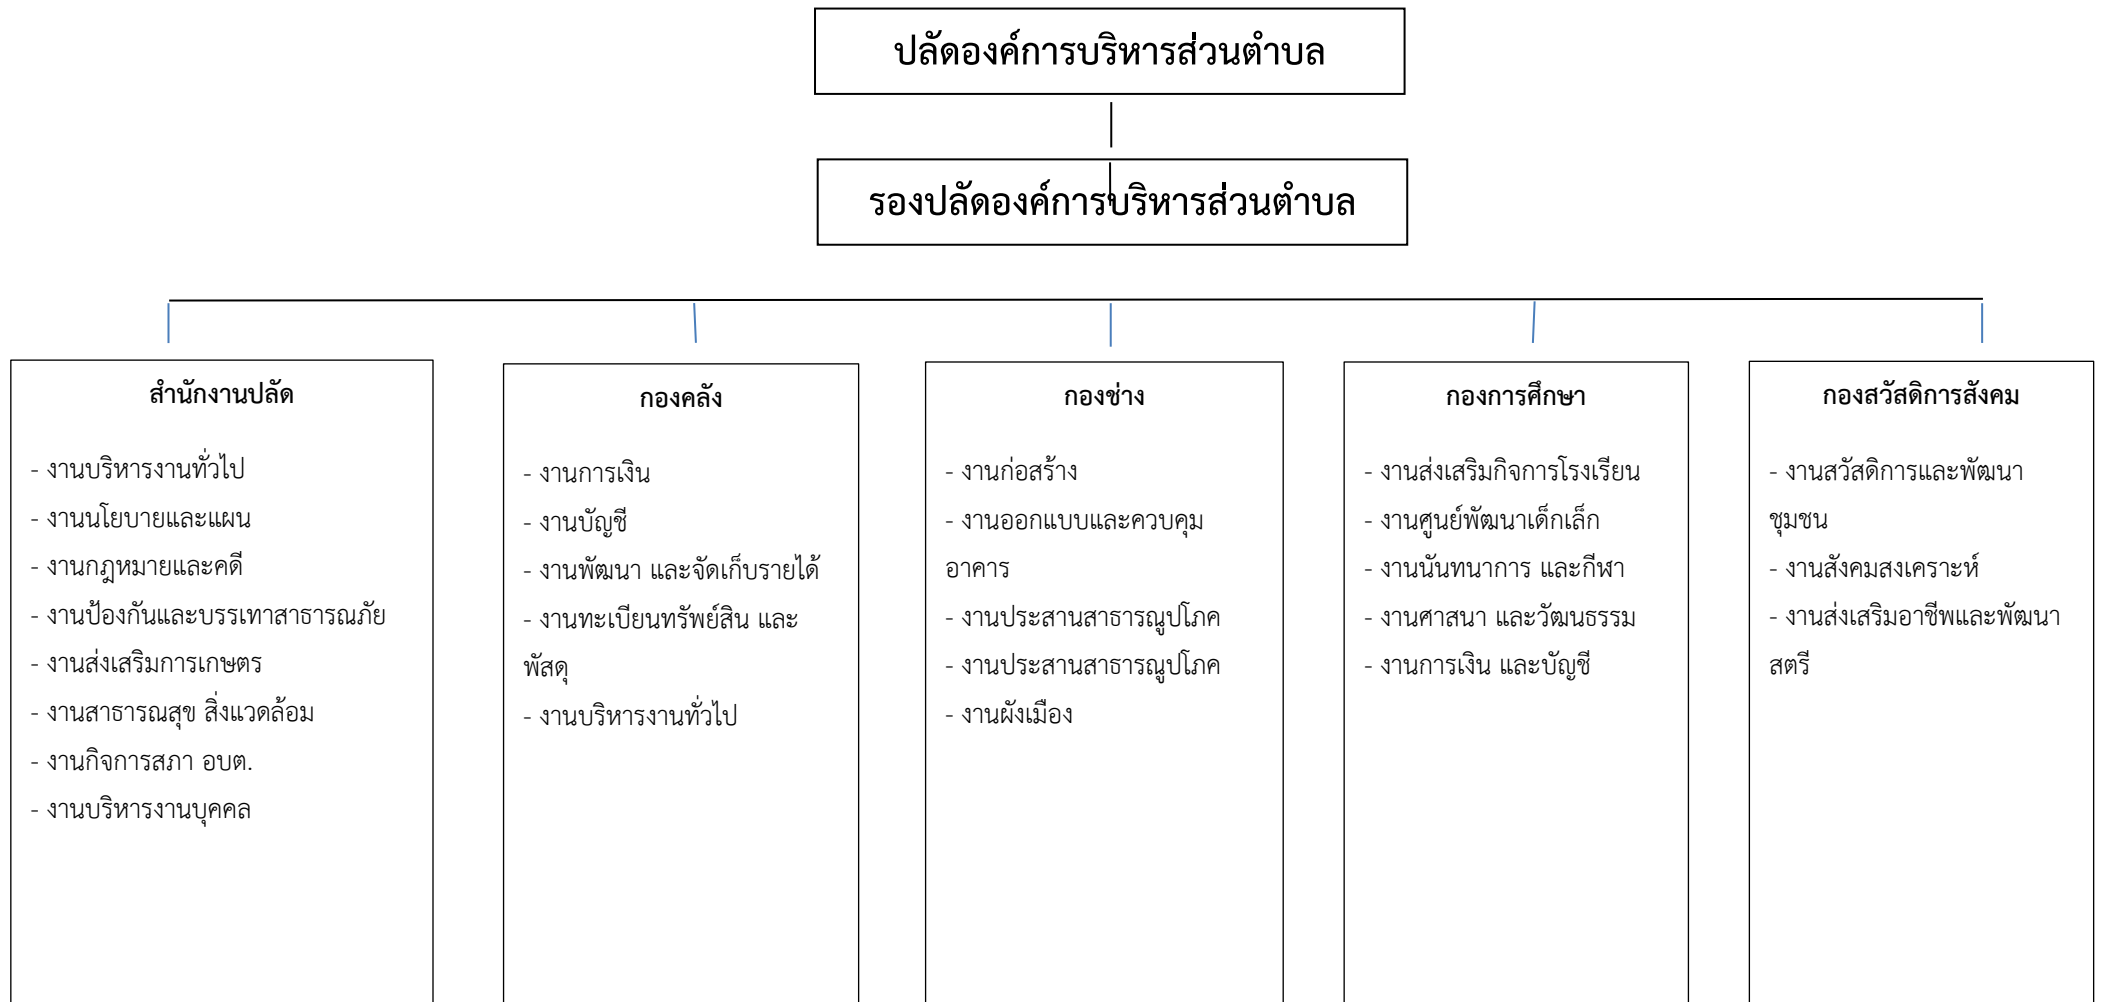 ปลัดองค์การบริหารส่วนตำบล
รองปลัดองค์การบริหารส่วนตำบล
สำนักงานปลัด
- งานบริหารงานทั่วไป
- งานนโยบายและแผน
- งานกฎหมายและคดี
- งานป้องกันและบรรเทาสาธารณภัย
- งานส่งเสริมการเกษตร
- งานสาธารณสุข สิ่งแวดล้อม
- งานกิจการสภา อบต.
- งานบริหารงานบุคคล
กองคลัง
- งานการเงิน
- งานบัญชี
- งานพัฒนา และจัดเก็บรายได้
- งานทะเบียนทรัพย์สิน และ
พัสดุ
- งานบริหารงานทั่วไป
กองช่าง
- งานก่อสร้าง
- งานออกแบบและควบคุม
อาคาร
- งานประสานสาธารณูปโภค
- งานประสานสาธารณูปโภค
- งานผังเมือง
กองการศึกษา
- งานส่งเสริมกิจการโรงเรียน
- งานศูนย์พัฒนาเด็กเล็ก
- งานนันทนาการ และกีฬา
- งานศาสนา และวัฒนธรรม
- งานการเงิน และบัญชี
กองสวัสดิการสังคม
- งานสวัสดิการและพัฒนา
ชุมชน
- งานสังคมสงเคราะห์
- งานส่งเสริมอาชีพและพัฒนา
สตรี